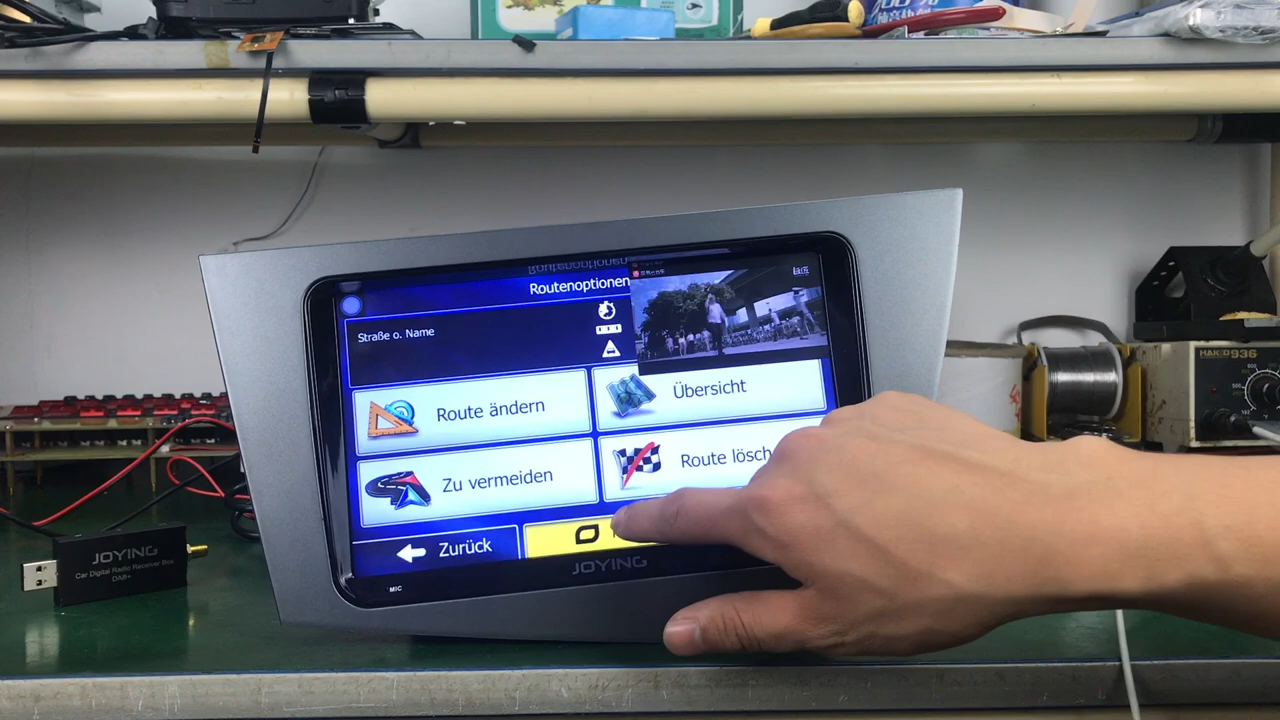 Routenoptionen
Straße o. Name
Route ändern
Übersicht
Zu vermeiden
Route lösch
Zurück
JOYING
MIC
JOYING
Car Digital Radio Receiver Box
DAB+
HAKKO 936